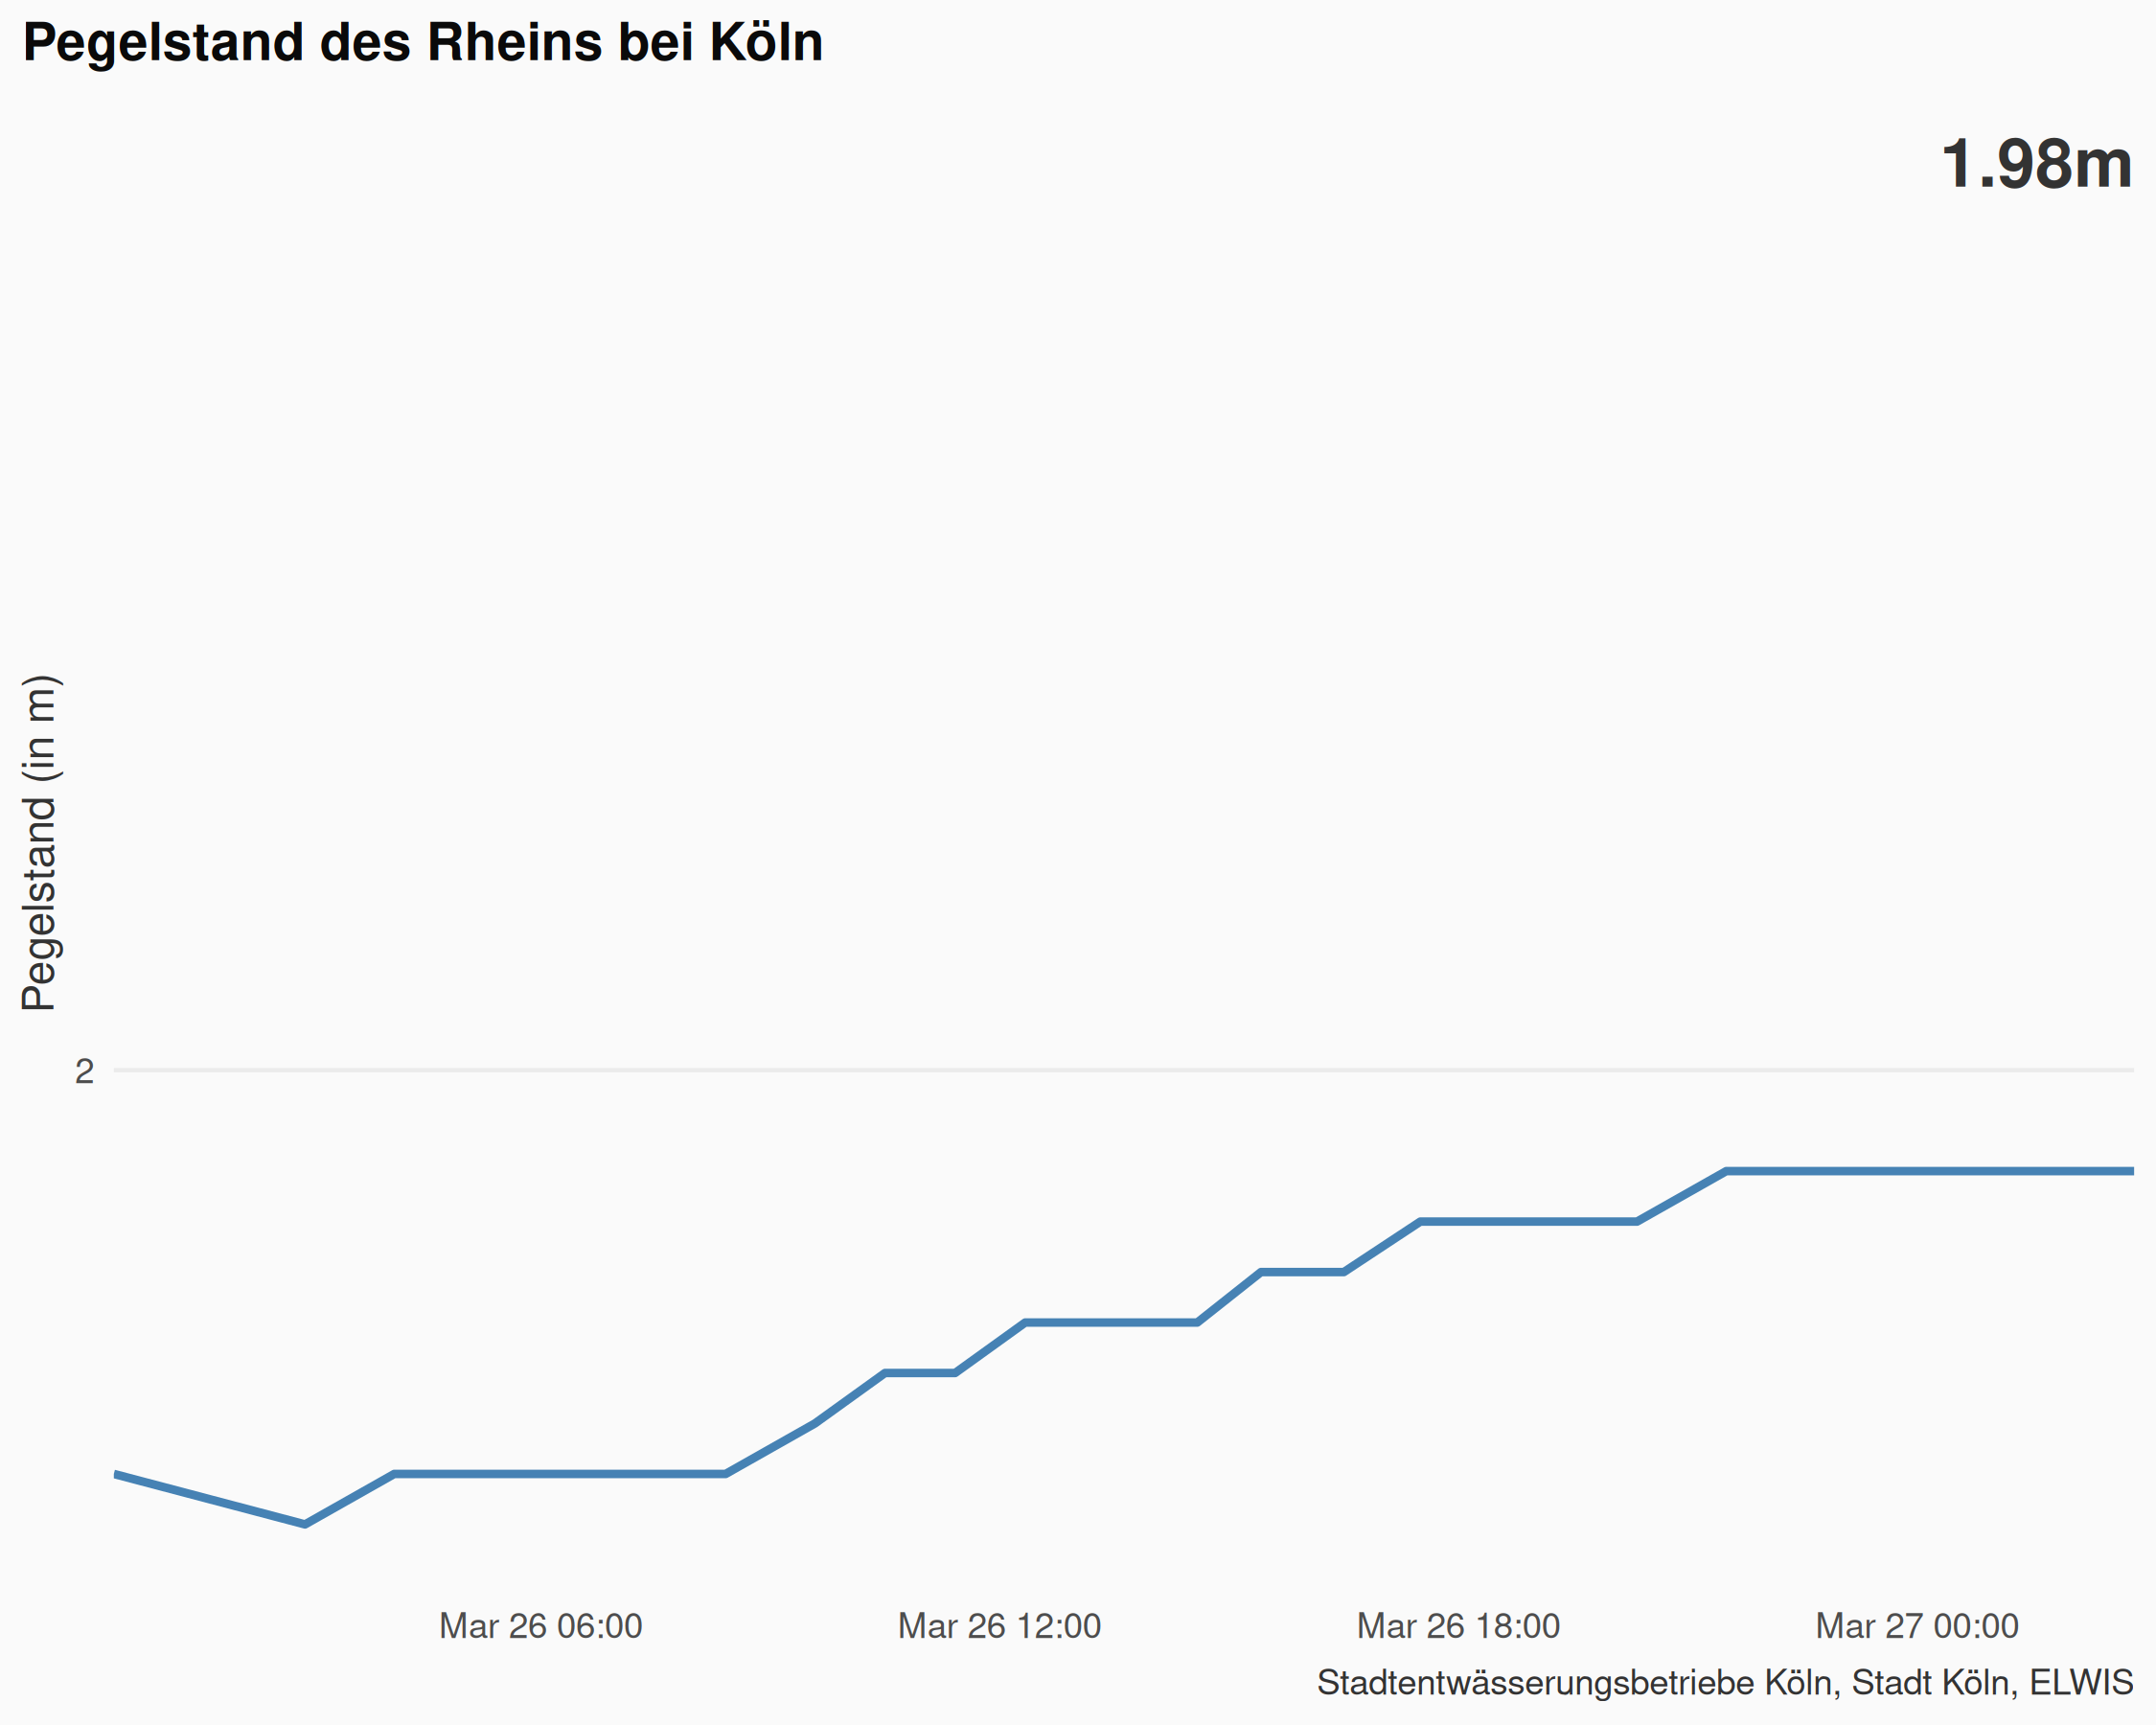 Pegelstand des Rheins bei Köln
1.98m
Pegelstand (in m)
2
Mar 26 06:00
Mar 26 12:00
Mar 26 18:00
Mar 27 00:00
Stadtentwässerungsbetriebe Köln, Stadt Köln, ELWIS